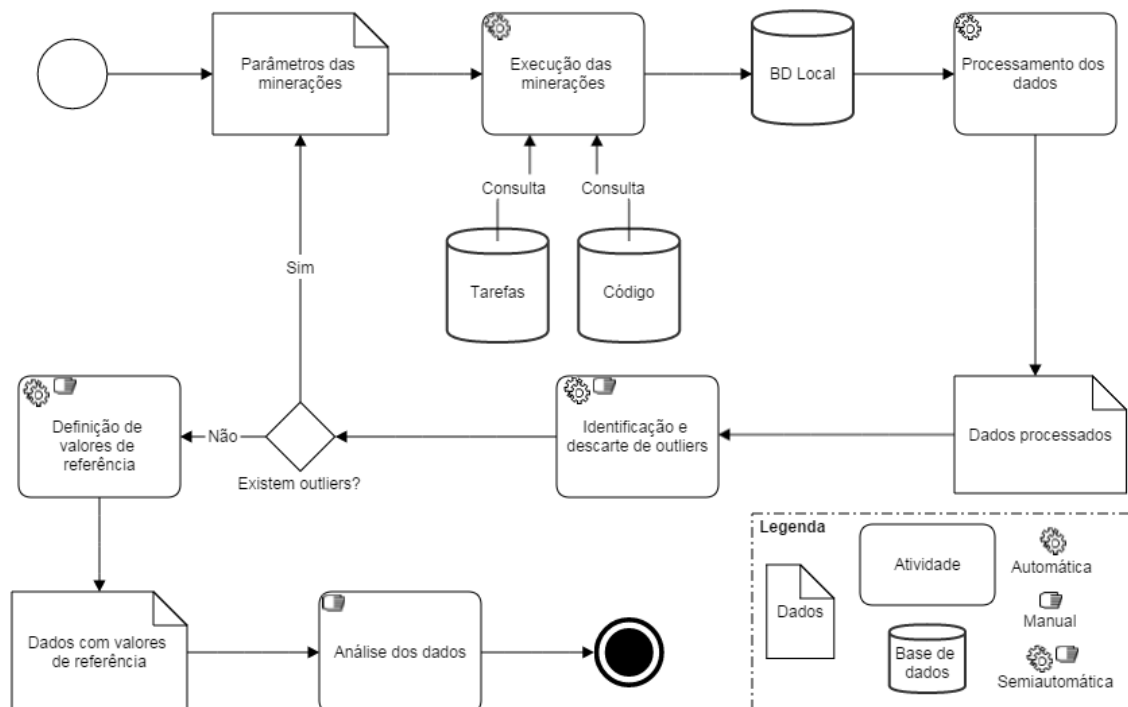 Parâmetros das
minerações
Execução das
minerações
BD Local
Processamento dos
dados
Consulta
Consulta
Tarefas
Código
Sim
Definição de
valores de
referência
Não
Existem outliers?
Identificação e
descarte de outliers
Dados processados
Dados com valores
de referência
Análise dos dados
Legenda
Dados
Atividade
Base de
dados
Automática
Manual
Semiautomática